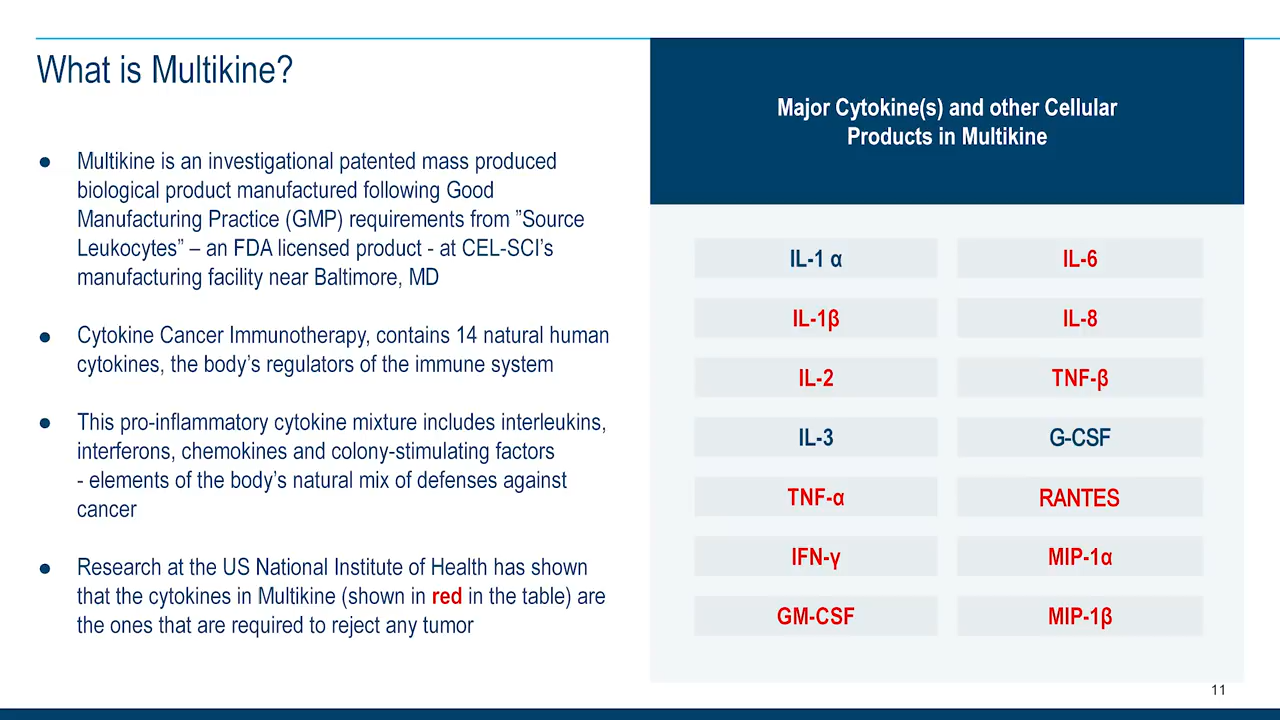 What is Multikine?
● Multikine is an investigational patented mass produced
biological product manufactured following Good
Manufacturing Practice (GMP) requirements from ”Source
Leukocytes” – an FDA licensed product - at CEL-SCI’s
manufacturing facility near Baltimore, MD
● Cytokine Cancer Immunotherapy, contains 14 natural human
cytokines, the body’s regulators of the immune system
● This pro-inflammatory cytokine mixture includes interleukins,
interferons, chemokines and colony-stimulating factors
- elements of the body’s natural mix of defenses against
cancer
● Research at the US National Institute of Health has shown
that the cytokines in Multikine (shown in red in the table) are
the ones that are required to reject any tumor
Major Cytokine(s) and other Cellular
Products in Multikine
IL-1 α IL-6
IL-1β IL-8
IL-2 TNF-β
IL-3 G-CSF
TNF-α RANTES
IFN-γ MIP-1α
GM-CSF MIP-1β
11